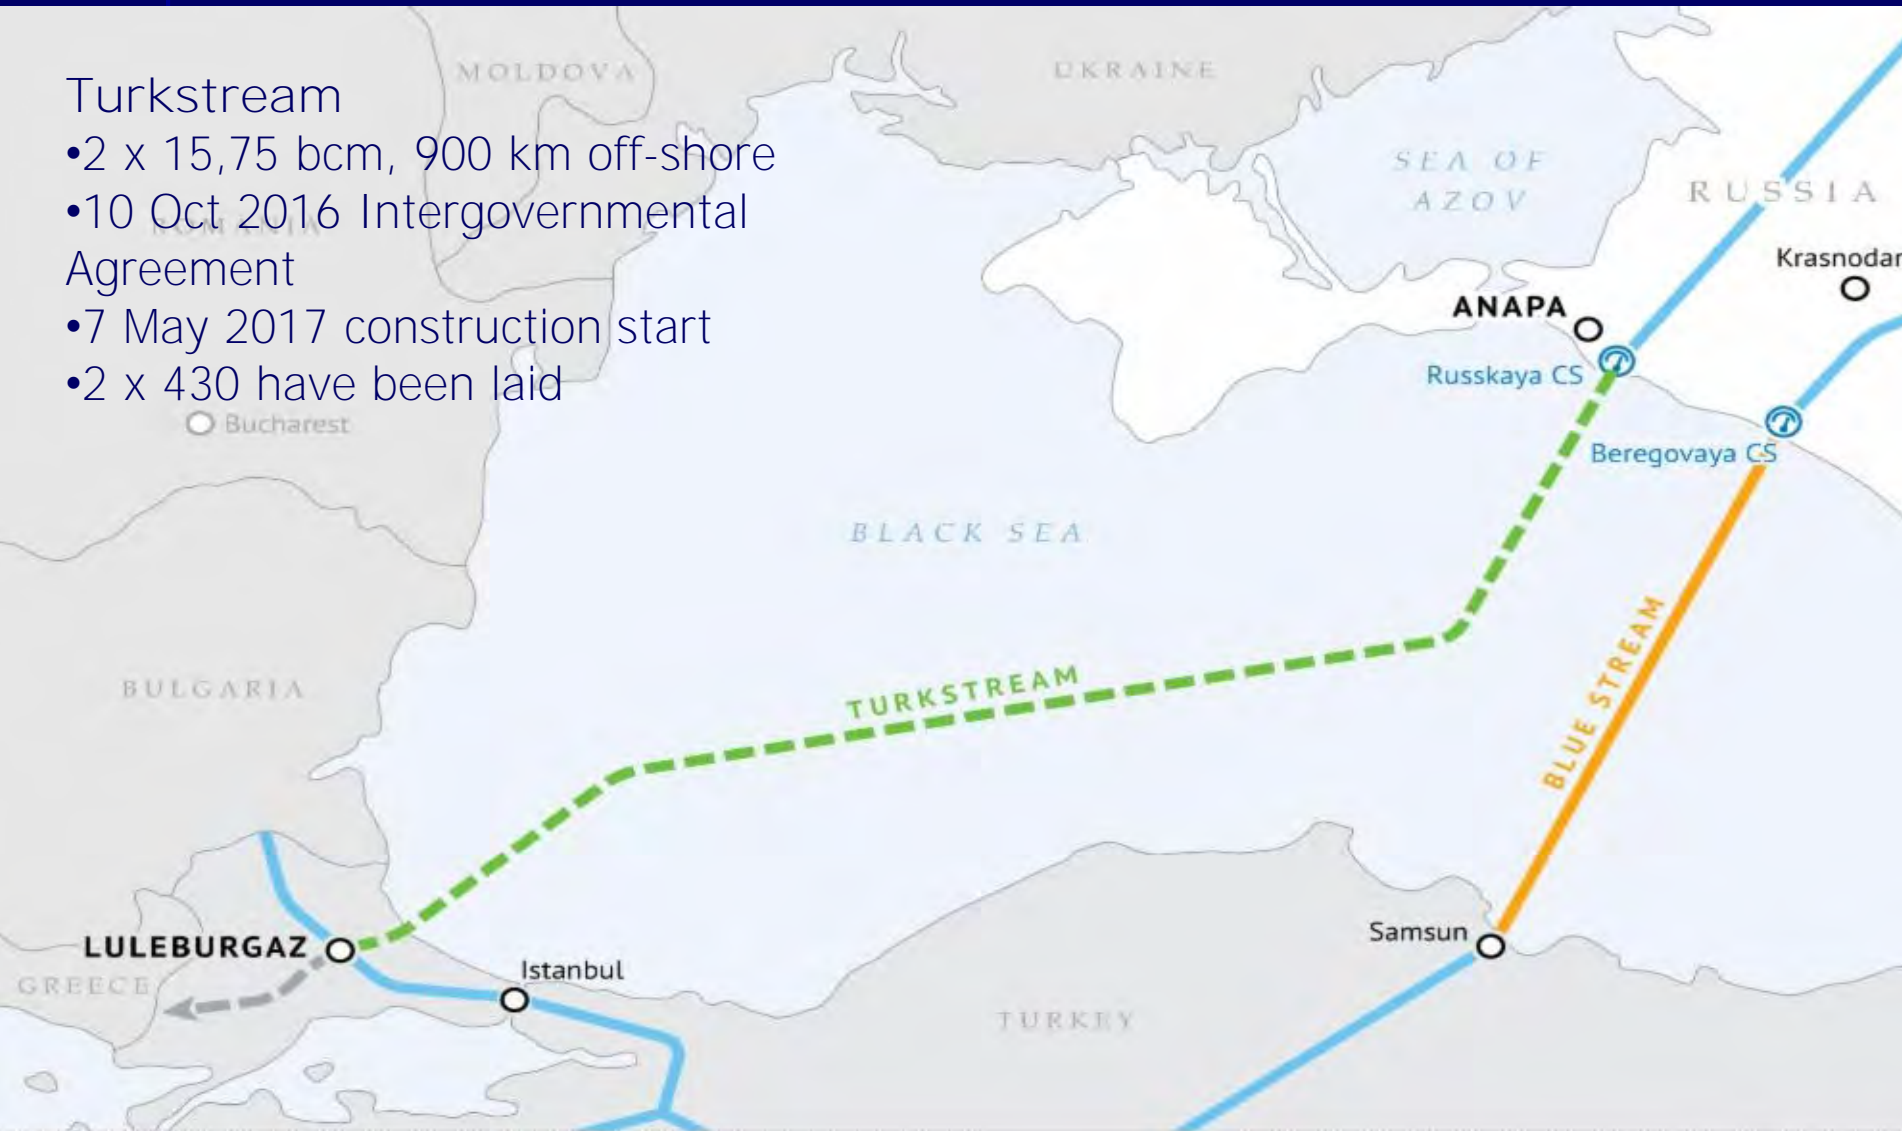 Turkstream
•2 x 15,75 bcm, 900 km off-shore
•10 Oct 2016 Intergovernmental
Agreement
•7 May 2017 construction start
•2 x 430 have been laid
MOLDOVA
UKRAINE
ROMANIA
SEA OF
AZOV
RUSSIA
Krasnodar
ANAPA
Russkaya CS
Bucharest
Beregovaya CS
BLACK SEA
BULGARIA
TURKSTREAM
BLUE STREAM
LULEBURGAZ
Samsun
Istanbul
GREECE
TURKEY